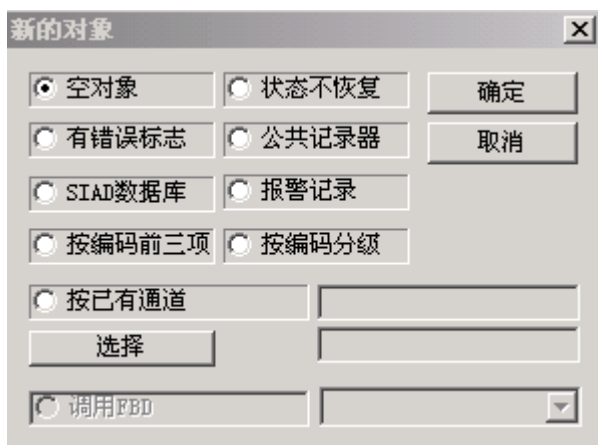 新的对象
空对象 状态不恢复 确定
有错误标志 公共记录器 取消
SIAD数据库 报警记录
按编码前三项 按编码分级
按已有通道
选择
调用FBD